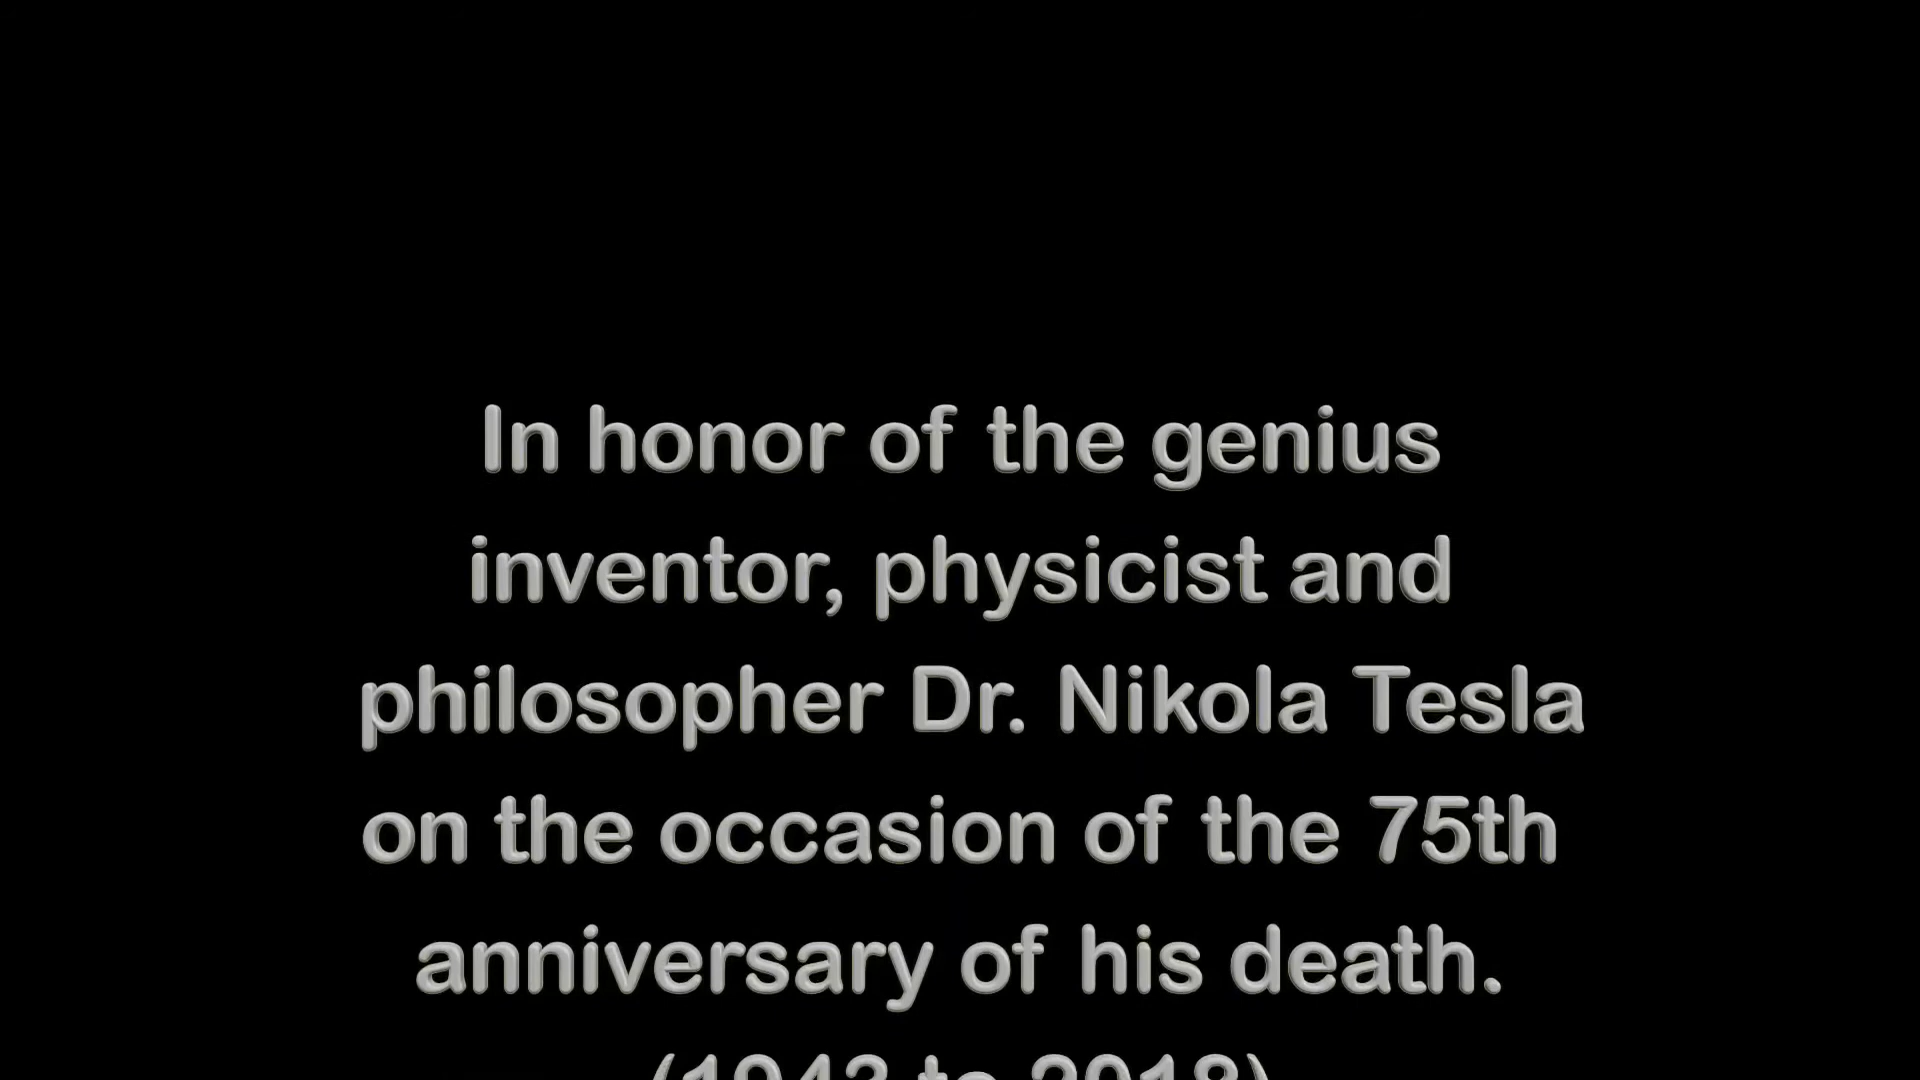 In honor of the genius
inventor, physicist and
philosopher Dr. Nikola Tesla
on the occasion of the 75th
anniversary of his death.
(1943 to 2018)